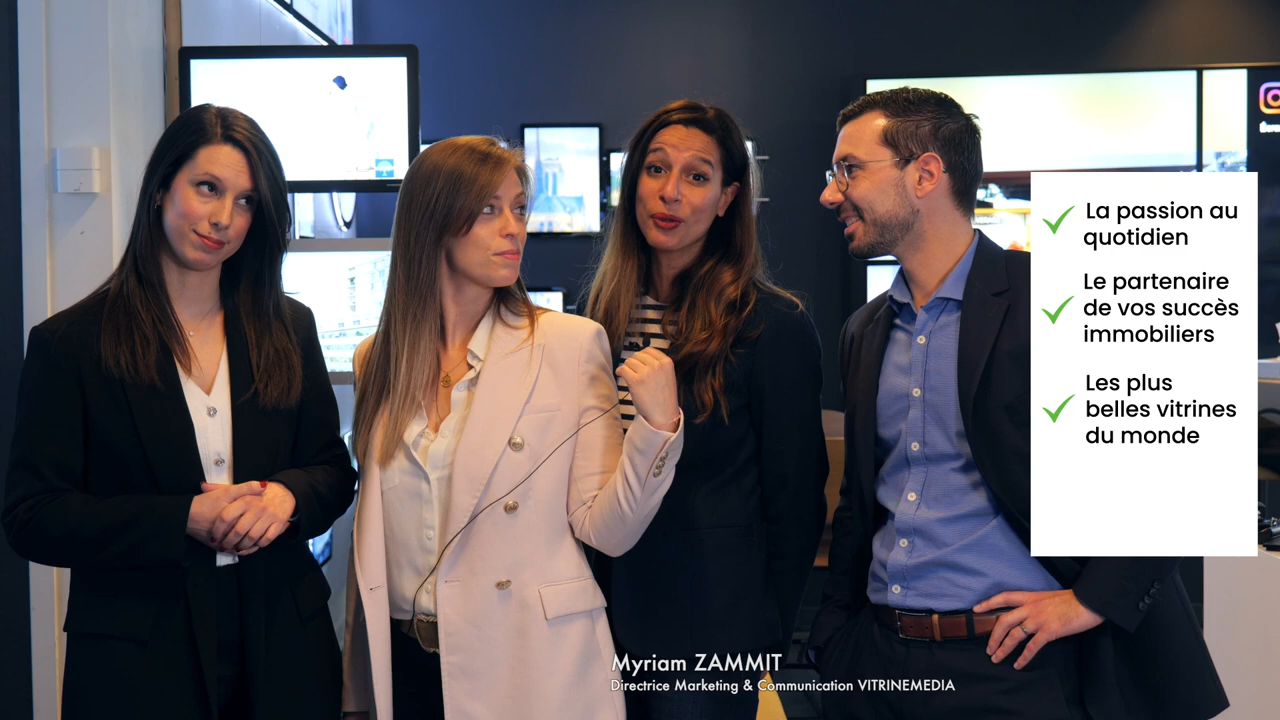 La passion au
quotidien
Le partenaire
de vos succès
immobiliers
Les plus
belles vitrines
du monde
Myriam ZAMMIT
Directrice Marketing & Communication VITRINEMEDIA